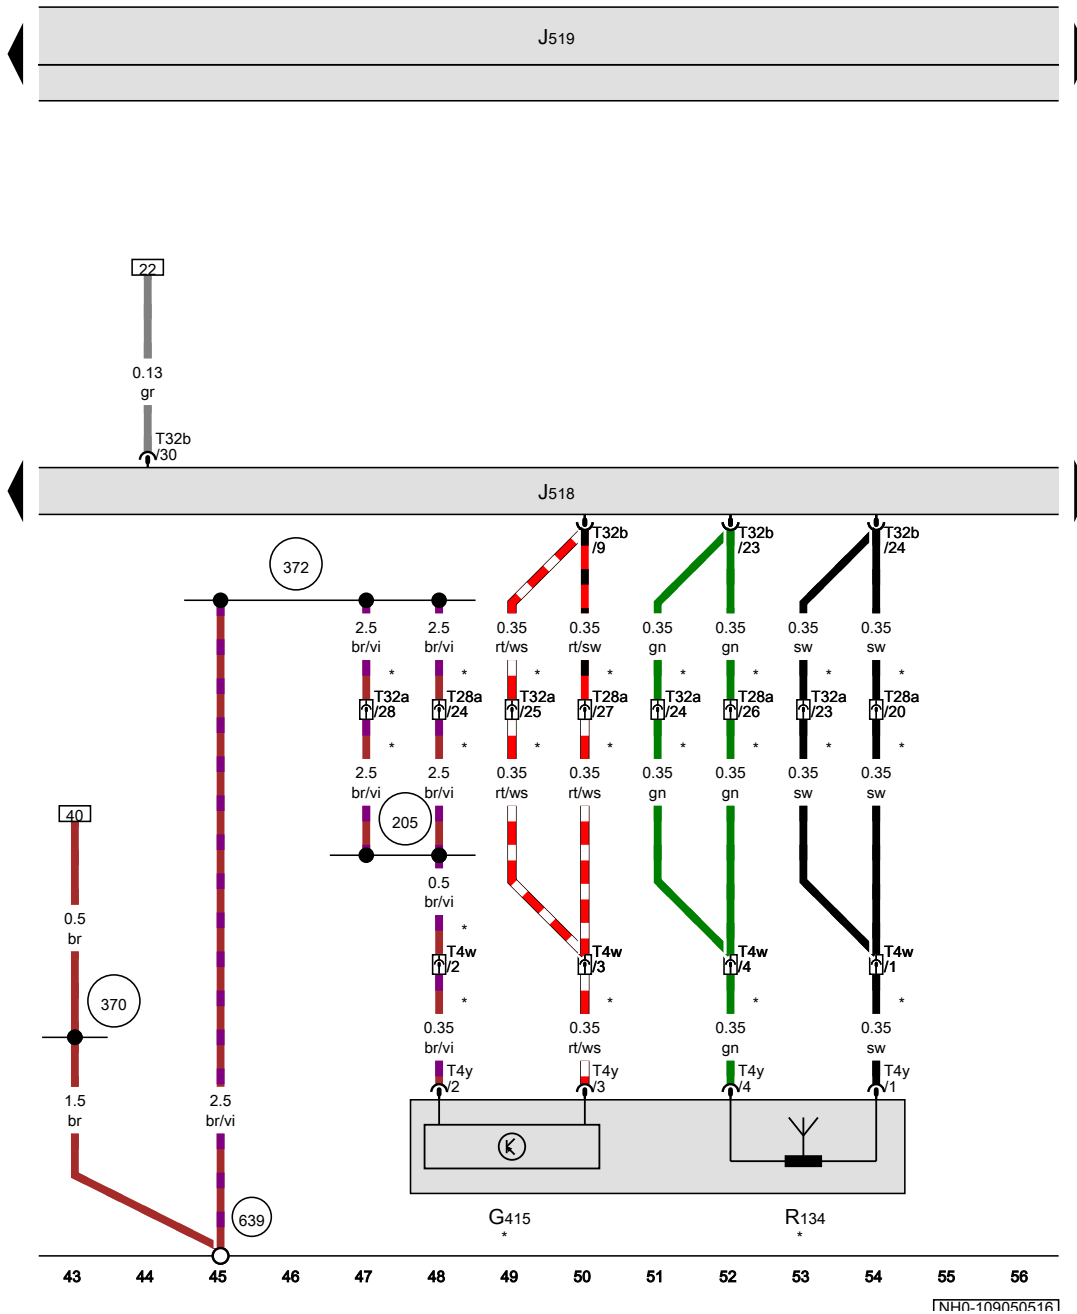 J519
22
0.13
gr
T32b
/30
J518
T32b
/9
T32b
/23
T32b
/24
372
2.5 2.5 0.35 0.35 0.35 0.35 0.35 0.35
br/vi br/vi rt/ws rt/sw gn gn sw sw
* * * * * * * *
T32a T28a T32a T28a T32a T28a T32a T28a
/28 /24 /25 /27 /24 /26 /23 /20
* * * * * * * *
2.5 2.5 0.35 0.35 0.35 0.35 0.35 0.35
br/vi br/vi rt/ws rt/ws gn gn sw sw
40
205
0.5
br/vi
0.5
br
*
T4w T4w T4w T4w
/2 /3 /4 /1
370
* * * *
0.35 0.35 0.35 0.35
br/vi rt/ws gn sw
T4y T4y T4y T4y
/2 /3 /4 /1
1.5 2.5
br br/vi
639
G415 R134
* *
43 44 45 46 47 48 49 50 51 52 53 54 55 56
NH0-109050516